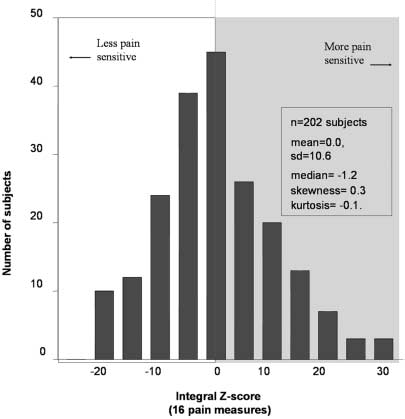 50
40
30
20
10
0
Number of subjects
Less pain
sensitive
More pain
sensitive
n=202 subjects
mean=0.0,
sd=10.6
median= -1.2
skewness= 0.3
kurtosis= -0.1.
-20 -10 0 10 20 30
Integral Z-score
(16 pain measures)